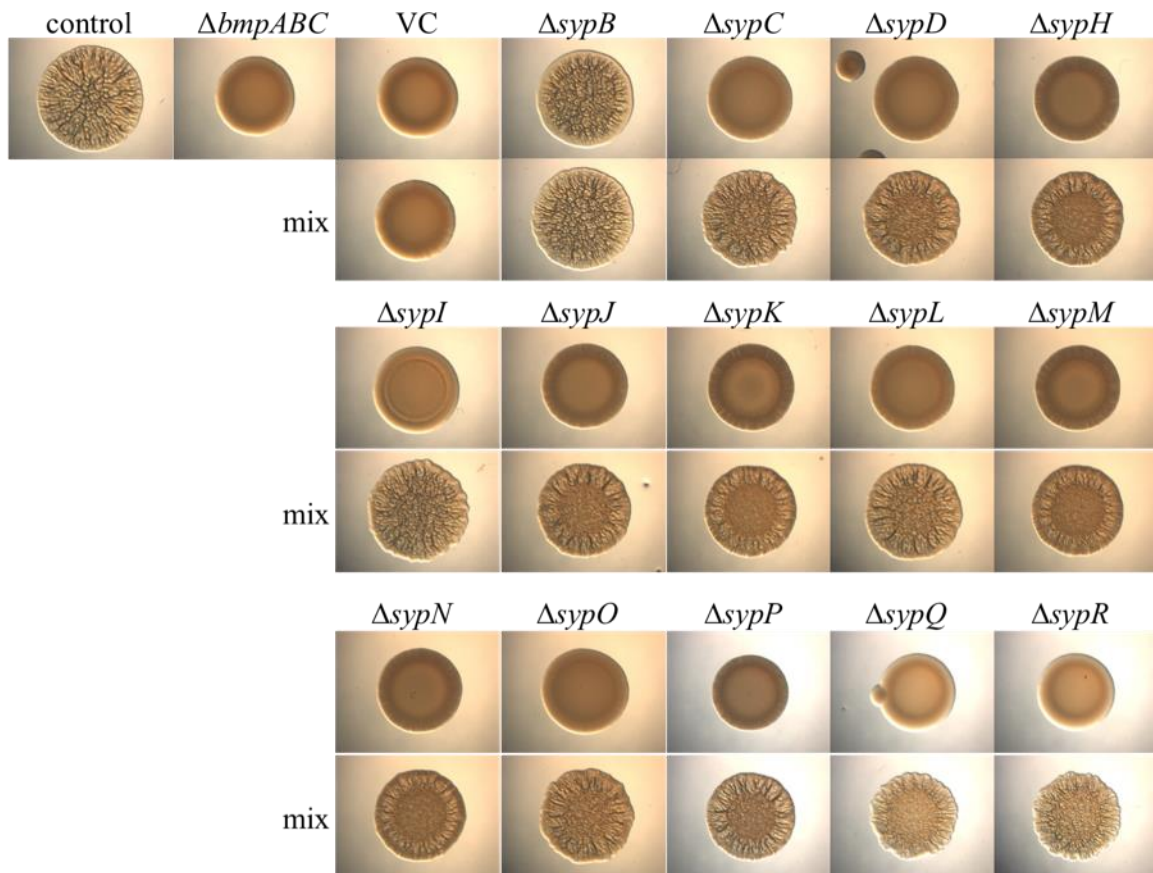 control ΔbmpABC VC ΔsypB ΔsypC ΔsypD ΔsypH
mix
ΔsypI ΔsypJ ΔsypK ΔsypL ΔsypM
mix
ΔsypN ΔsypO ΔsypP ΔsypQ ΔsypR
mix